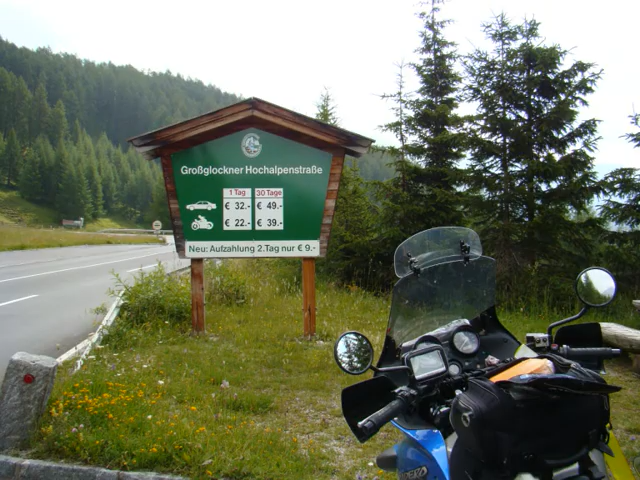 Großglockner Hochalpenstraße
1 Tag 30 Tage
€ 32.- € 49.-
€ 22.- € 39.-
Neu: Aufzahlung 2.Tag nur € 9.-